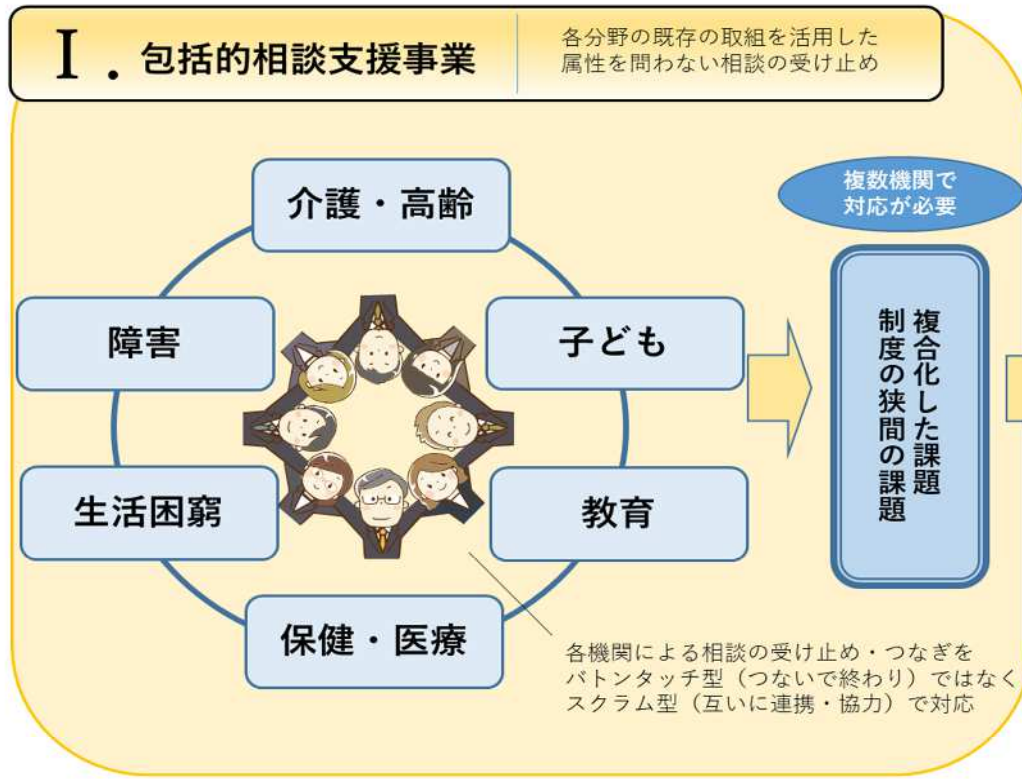 Ⅰ．包括的相談支援事業
各分野の既存の取組を活用した
属性を問わない相談の受け止め
介護・高齢
障害
子ども
生活困窮
教育
保健・医療
複数機関で
対応が必要
複合化した課題
制度の狭間の課題
各機関による相談の受け止め・つなぎを
バトンタッチ型（つないで終わり）ではなく
スクラム型（互いに連携・協力）で対応